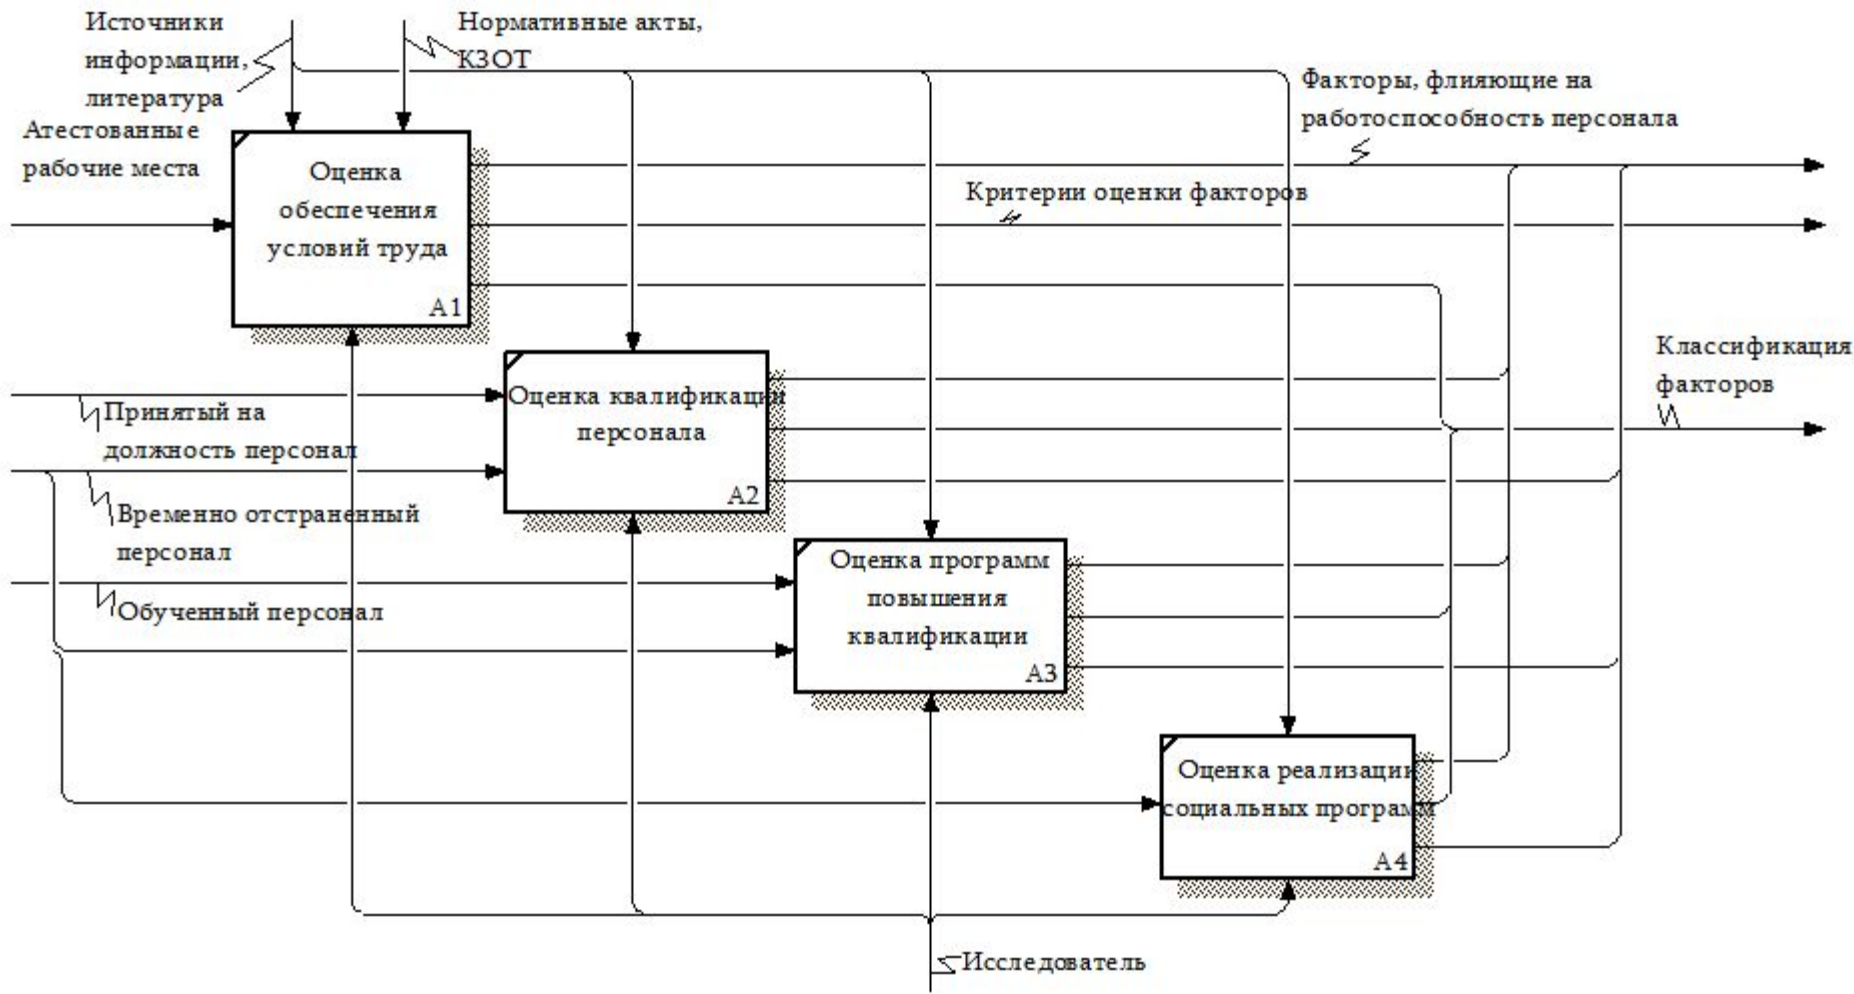 Источники
информации,
литература
Нормативные акты,
КЗОТ
Атестованные
рабочие места
Факторы, флияющие на
работоспособность персонала
Оценка
обеспечения
условий труда
A1
Критерии оценки факторов
Классификация
факторов
Принятый на
должность персонал
Оценка квалификации
персонала
A2
Временно отстраненный
персонал
Обученный персонал
Оценка программ
повышения
квалификации
A3
Оценка реализации
социальных программ
A4
Исследователь